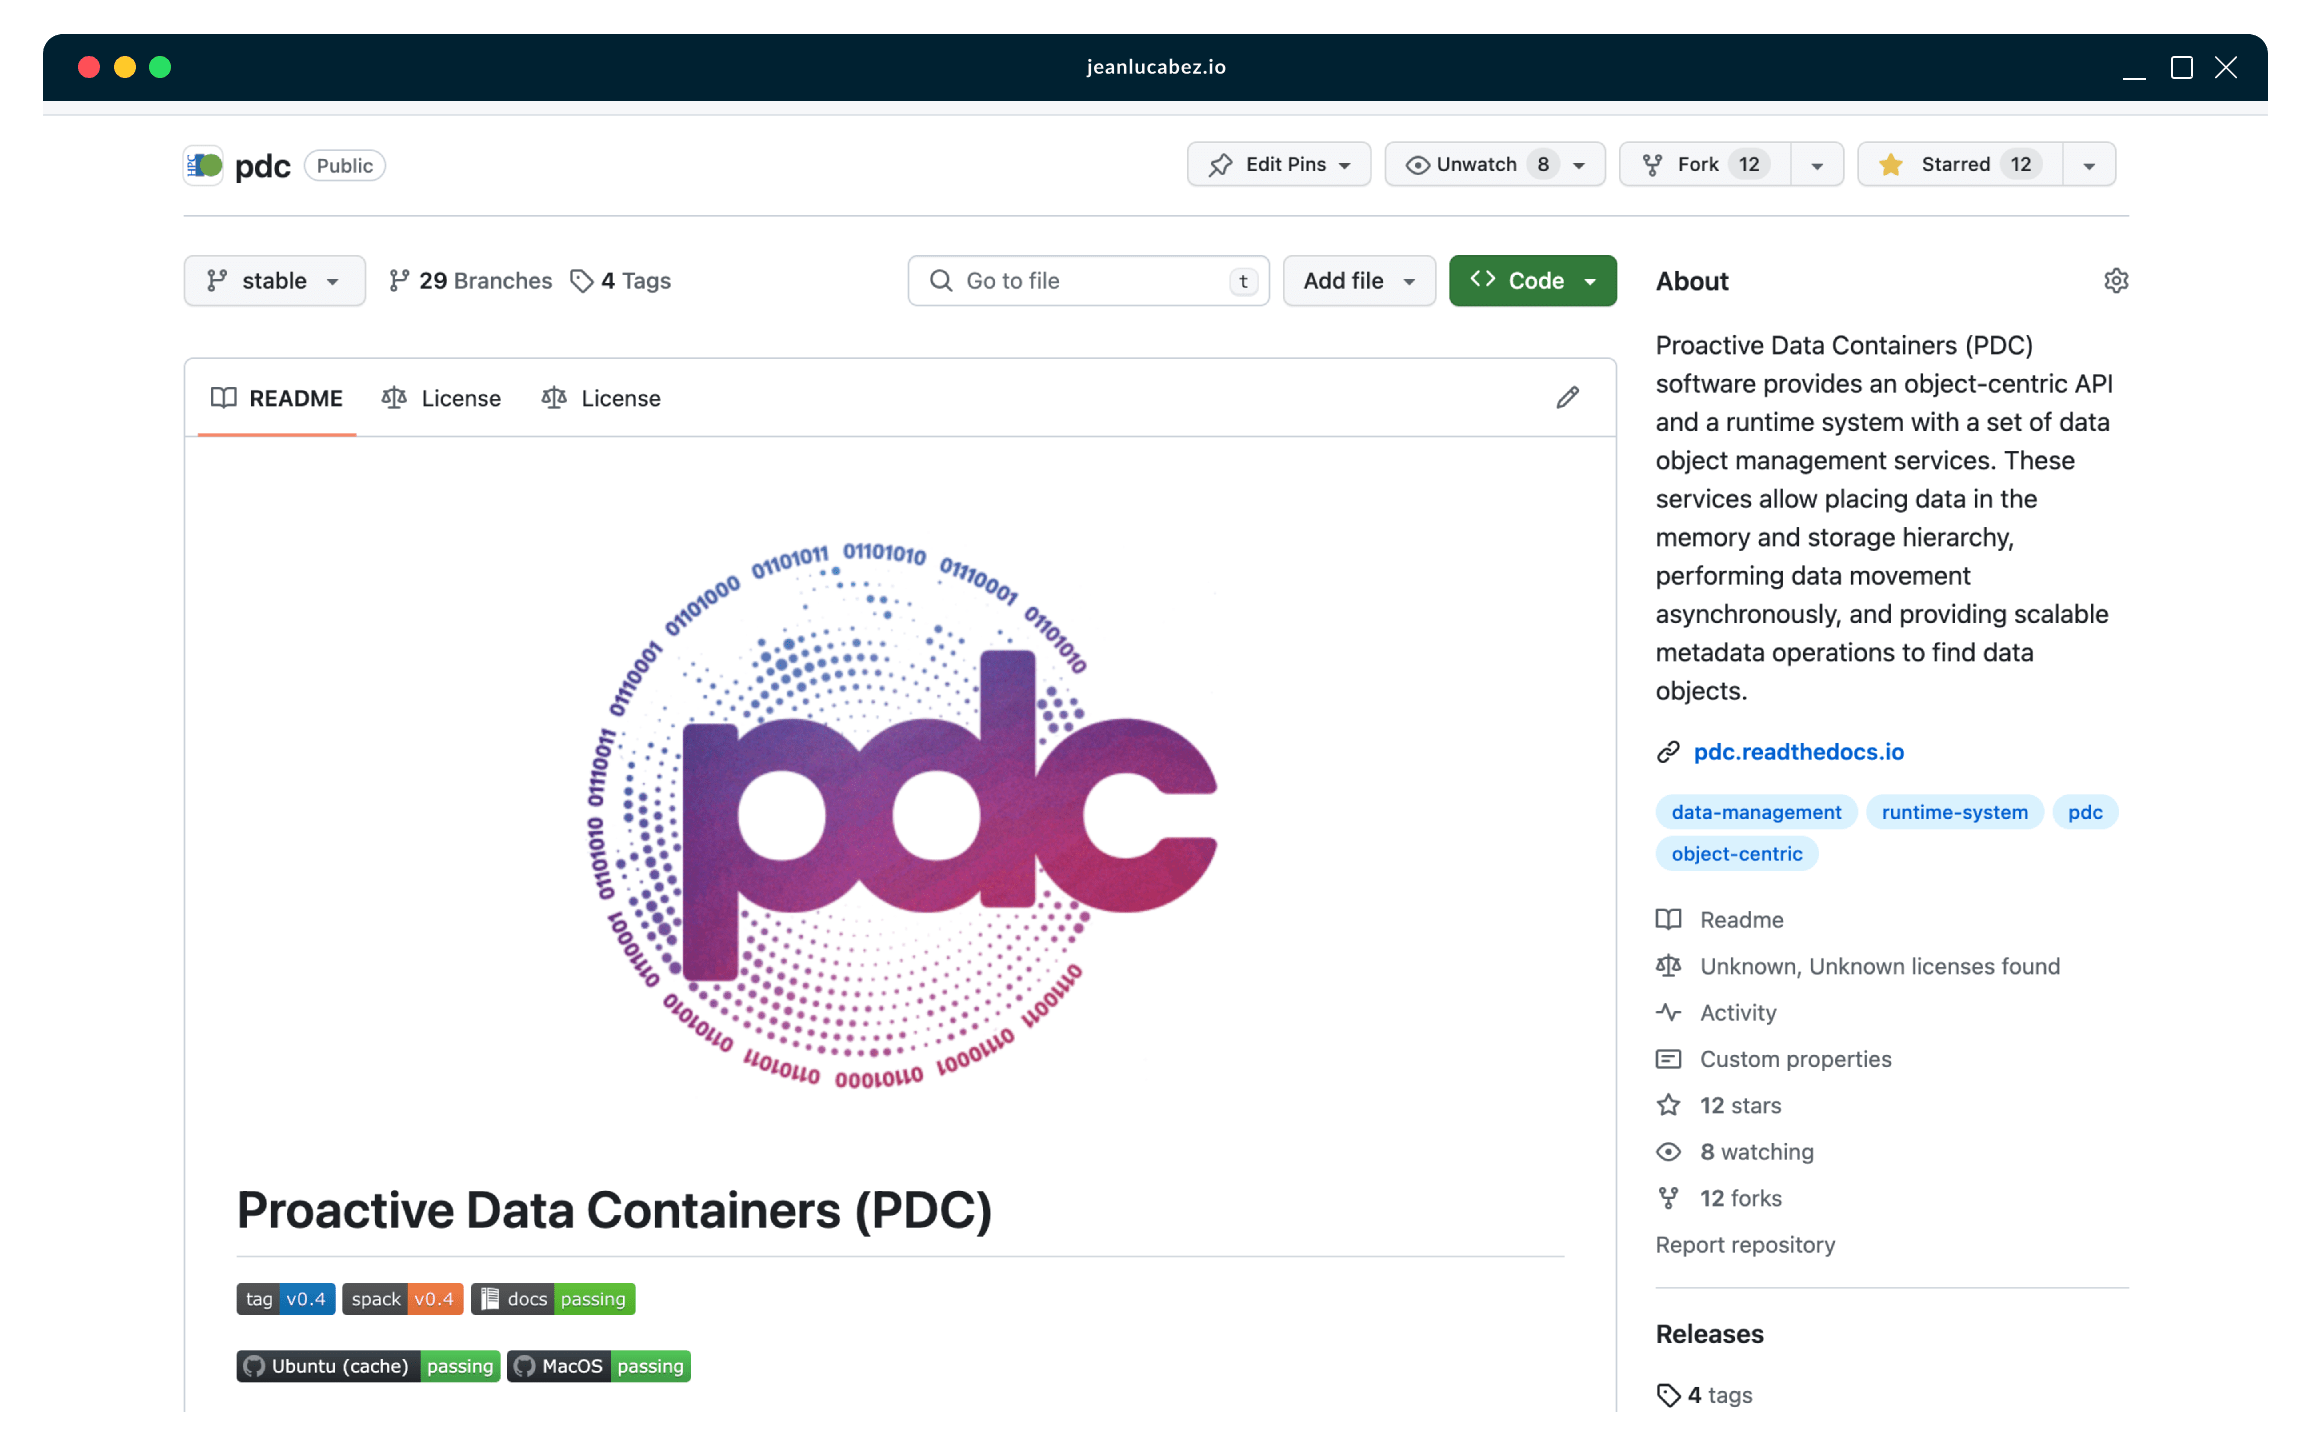 jeanlucabez.io
HPC
pdc Public
Edit Pins Unwatch 8 Fork 12 Starred 12
stable 29 Branches 4 Tags Go to file t Add file Code
README License License
01101000 01101011 01101010 01110001 01101010
01110001
01110011
01101010
01110001
01101010 01101011 01101000 01110001 01110011
pdc
Proactive Data Containers (PDC)
tag v0.4 spack v0.4 docs passing
Ubuntu (cache) passing MacOS passing
About
Proactive Data Containers (PDC)
software provides an object-centric API
and a runtime system with a set of data
object management services. These
services allow placing data in the
memory and storage hierarchy,
performing data movement
asynchronously, and providing scalable
metadata operations to find data
objects.
pdc.readthedocs.io
data-management runtime-system pdc
object-centric
Readme
Unknown, Unknown licenses found
Activity
Custom properties
12 stars
8 watching
12 forks
Report repository
Releases
4 tags